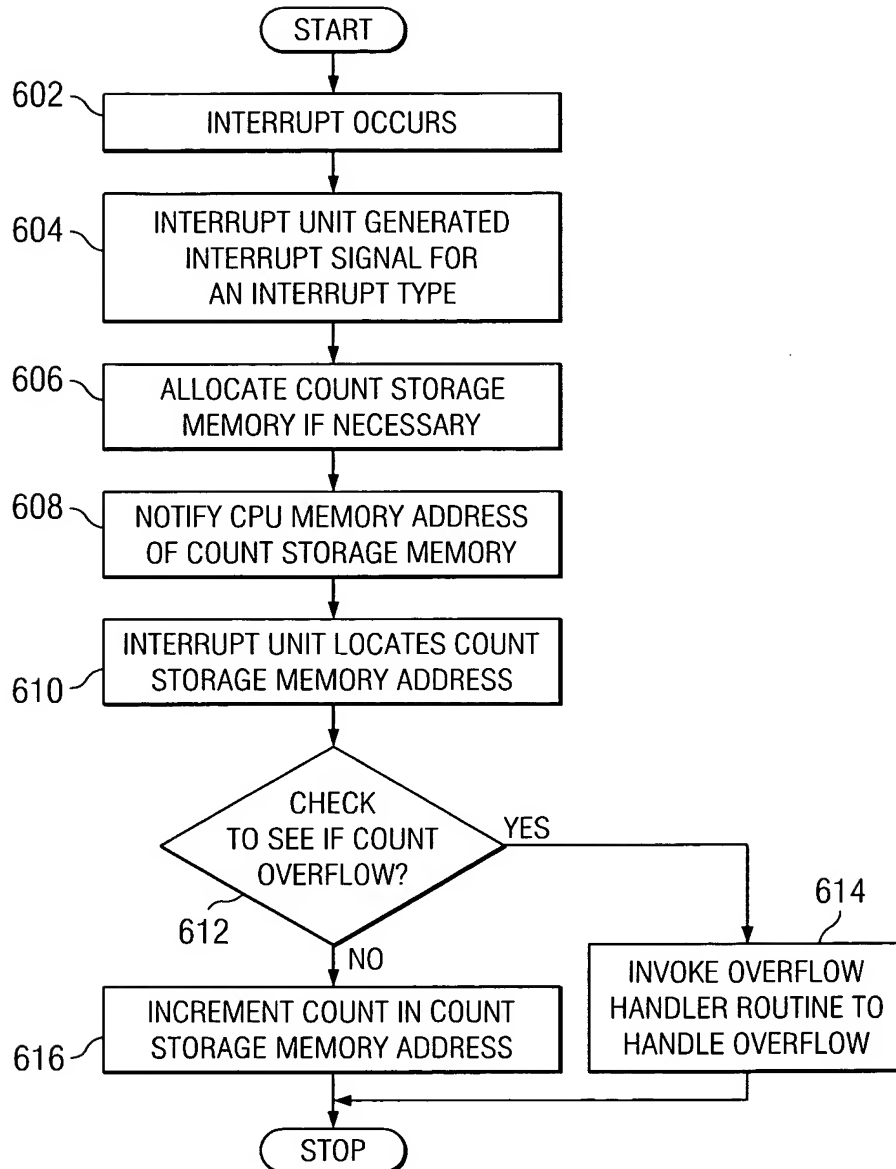 START
602
INTERRUPT OCCURS
604
INTERRUPT UNIT GENERATED
INTERRUPT SIGNAL FOR
AN INTERRUPT TYPE
606
ALLOCATE COUNT STORAGE
MEMORY IF NECESSARY
608
NOTIFY CPU MEMORY ADDRESS
OF COUNT STORAGE MEMORY
INTERRUPT UNIT LOCATES COUNT
STORAGE MEMORY ADDRESS
610
CHECK
TO SEE IF COUNT
OVERFLOW?
YES
612
NO
614
INVOKE OVERFLOW
HANDLER ROUTINE TO
HANDLE OVERFLOW
INCREMENT COUNT IN COUNT
STORAGE MEMORY ADDRESS
616
STOP